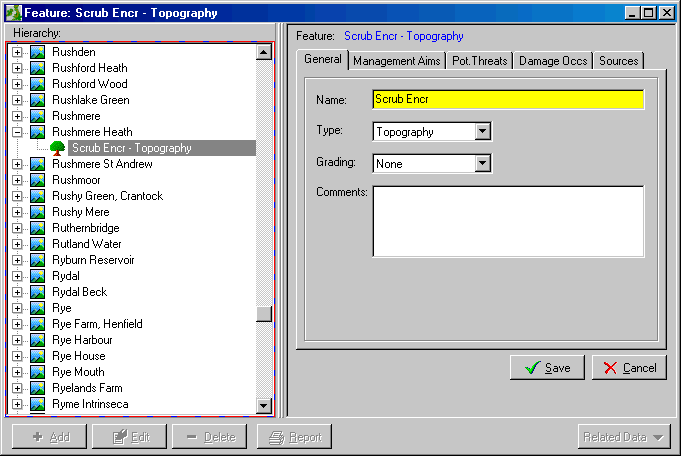 Feature: Scrub Encr - Topography
Hierarchy:
Rushden
Rushford Heath
Rushford Wood
Rushlake Green
Rushmere
Rushmere Heath
Scrub Encr - Topography
Rushmere St Andrew
Rushmoor
Rushy Green, Crantock
Rushy Mere
Ruthernbridge
Rutland Water
Ryburn Reservoir
Rydal
Rydal Beck
Rye
Rye Farm, Henfield
Rye Harbour
Rye House
Rye Mouth
Ryelands Farm
Ryme Intrinseca
Feature: Scrub Encr - Topography
General Management Aims Pot.Threats Damage Occs Sources
Name: Scrub Encr
Type: Topography
Grading: None
Comments:
Save Cancel
Add Edit Delete Report Related Data